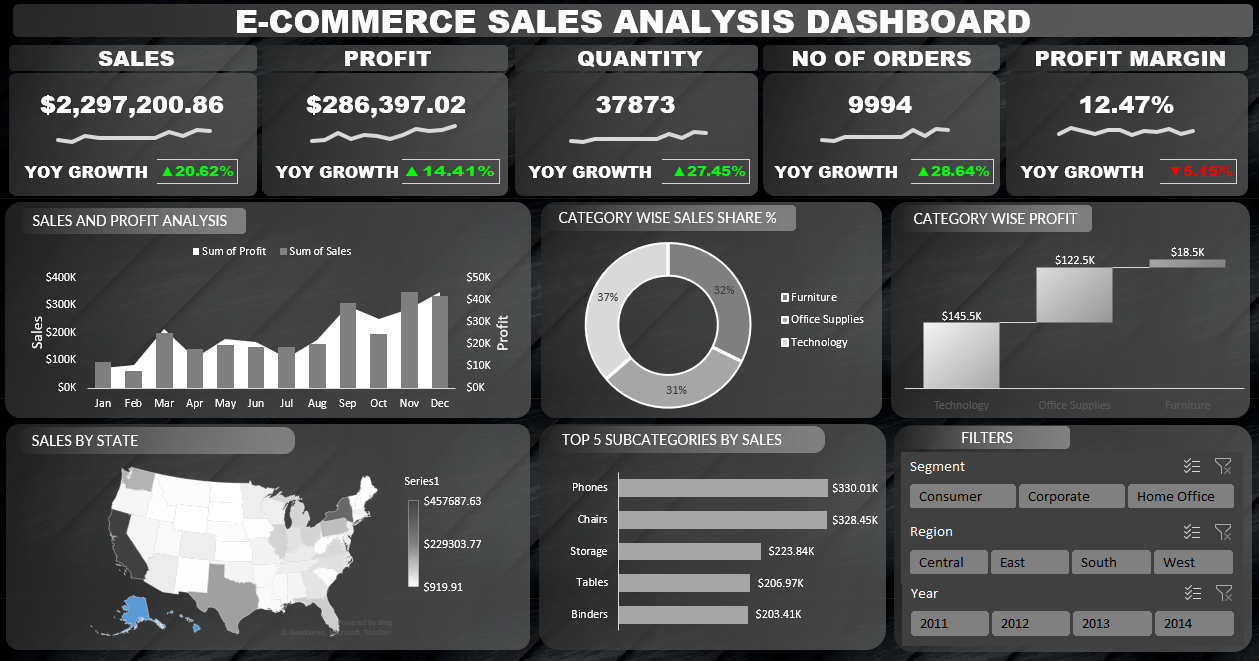 E-COMMERCE SALES ANALYSIS DASHBOARD
SALES
$2,297,200.86
YOY GROWTH ▲20.62%
PROFIT
$286,397.02
YOY GROWTH ▲14.41%
QUANTITY
37873
YOY GROWTH ▲27.45%
NO OF ORDERS
9994
YOY GROWTH ▲28.64%
PROFIT MARGIN
12.47%
YOY GROWTH ▼5.15%
SALES AND PROFIT ANALYSIS
Sum of Profit Sum of Sales
Sales
$400K
$300K
$200K
$100K
$0K
$50K
$40K
$30K
$20K
$10K
$0K
Profit
Jan Feb Mar Apr May Jun Jul Aug Sep Oct Nov Dec
CATEGORY WISE SALES SHARE %
37%
32%
31%
Furniture
Office Supplies
Technology
CATEGORY WISE PROFIT
$145.5K
$122.5K
$18.5K
Technology Office Supplies Furniture
SALES BY STATE
Series1
$457687.63
$229303.77
$919.91
Powered by Bing
© GeoNames, Microsoft, TomTom
TOP 5 SUBCATEGORIES BY SALES
Phones $330.01K
Chairs $328.45K
Storage $223.84K
Tables $206.97K
Binders $203.41K
FILTERS
Segment
Consumer Corporate Home Office
Region
Central East South West
Year
2011 2012 2013 2014